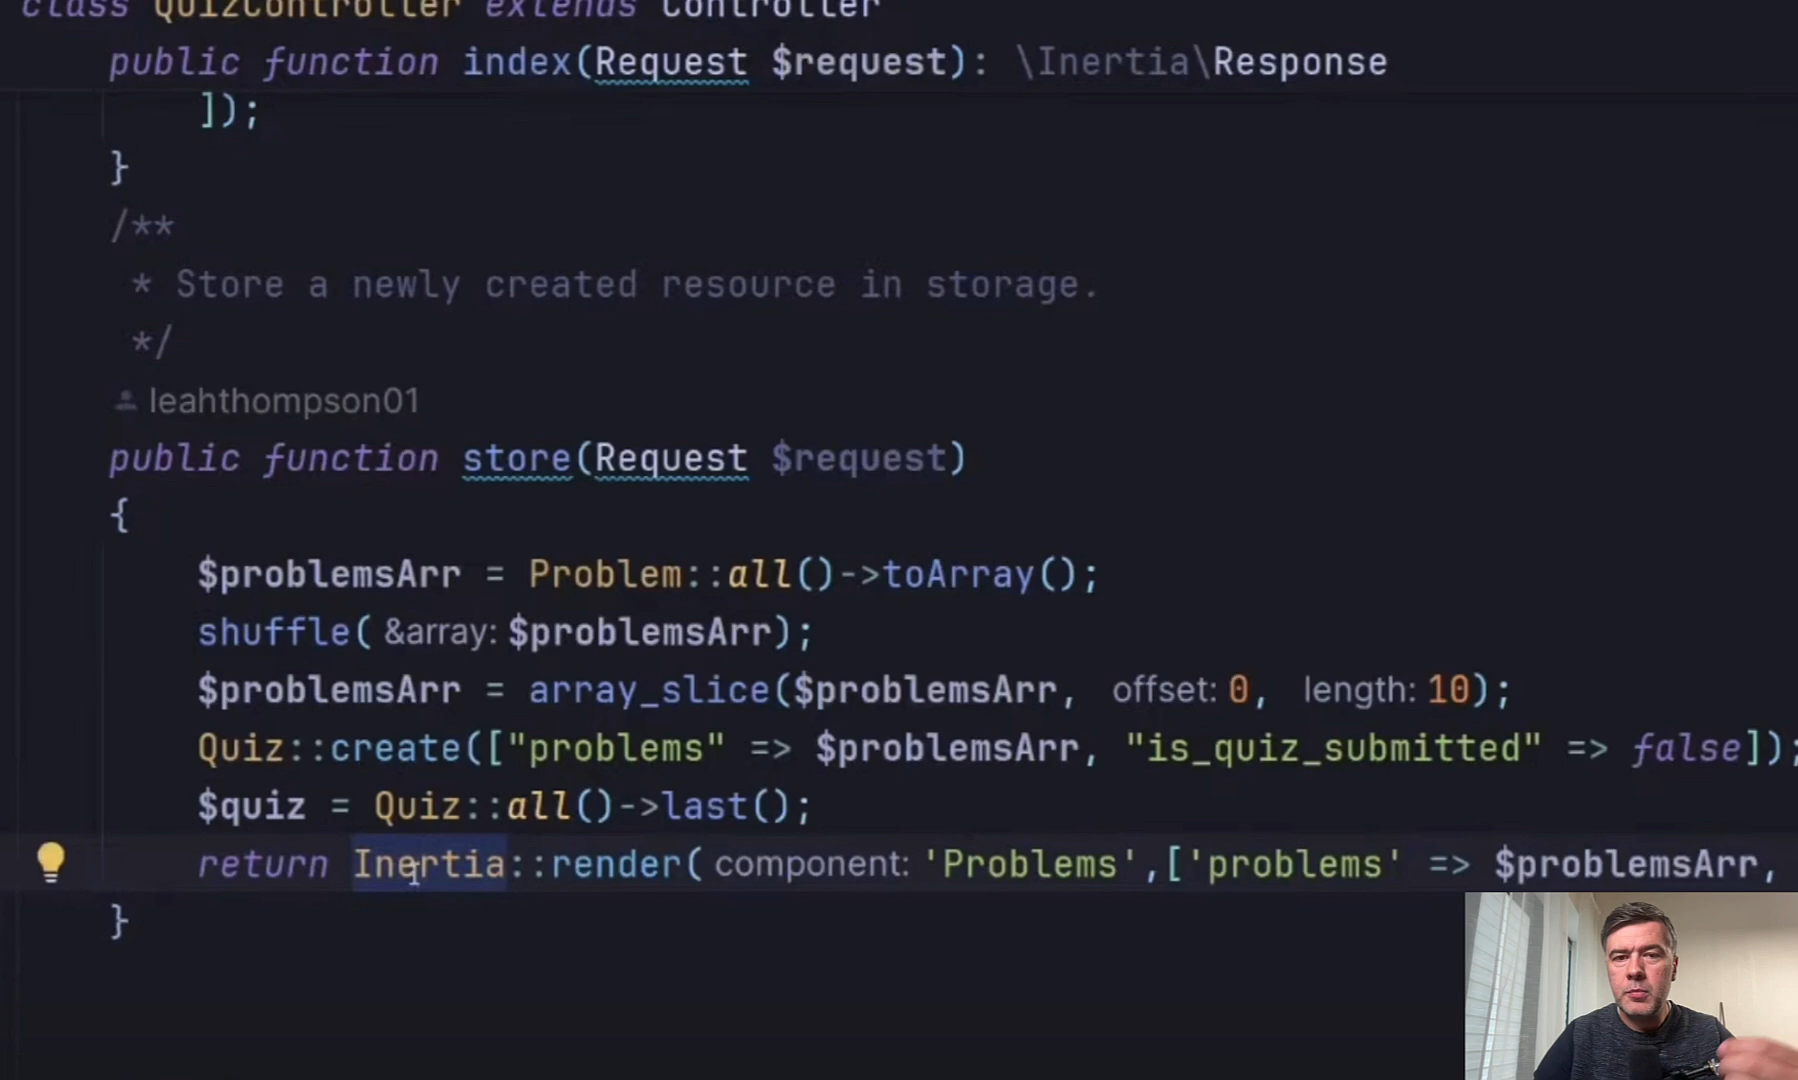 class QuizController extends Controller
public function index(Request $request): \Inertia\Response
]);
}
/**
* Store a newly created resource in storage.
*/
leahthompson01
public function store(Request $request)
{
$problemsArr = Problem::all()->toArray();
shuffle( &array: $problemsArr);
$problemsArr = array_slice($problemsArr, offset: 0, length: 10);
Quiz::create(["problems" => $problemsArr, "is_quiz_submitted" => false]);
$quiz = Quiz::all()->last();
return Inertia::render( component: 'Problems',['problems' => $problemsArr,
}